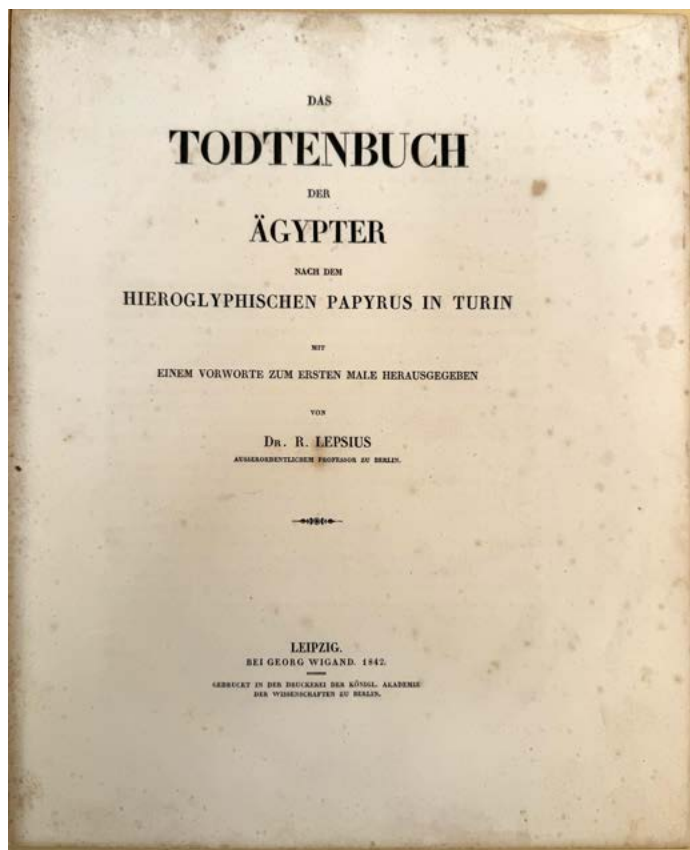 DAS
TODTENBUCH
DER
ÄGYPTER
NACH DEM
HIEROGLYPHISCHEN PAPYRUS IN TURIN
MIT
EINEM VORWORTE ZUM ERSTEN MALE HERAUSGEGEBEN
VON
DR. R. LEPSIUS
AUSSERORDENTLICHEM PROFESSOR ZU BERLIN.
LEIPZIG.
BEI GEORG WIGAND. 1842.
GEDRUCKT IN DER DRUCKEREI DER KÖNIGL. AKADEMIE
DER WISSENSCHAFTEN ZU BERLIN.